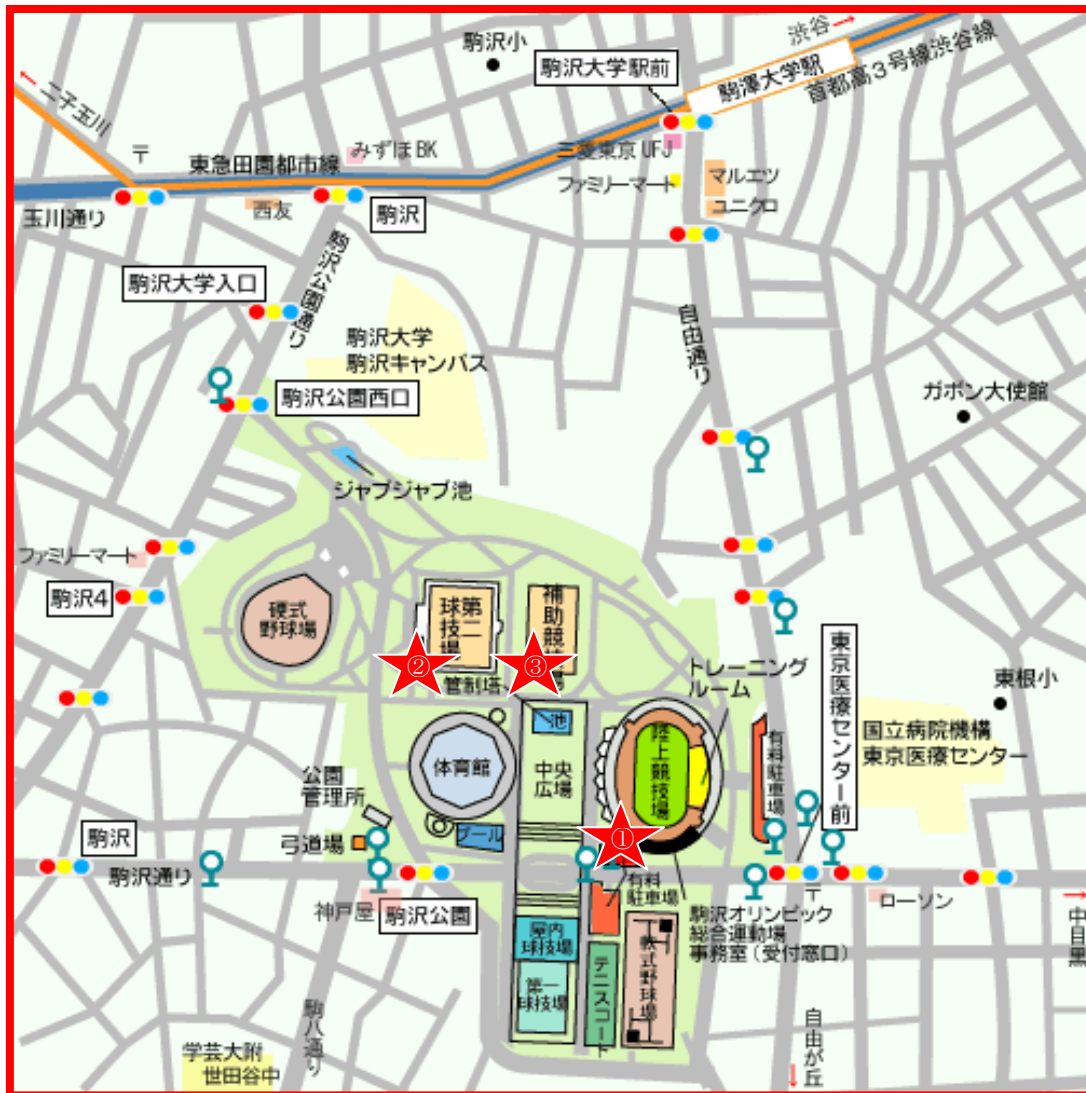 渋谷→
駒沢小
駒沢大学駅前
駒澤大学駅
首都高3号線渋谷線
←二子玉川
〒
みずほBK
三菱東京UFJ
東急田園都市線
マルエツ
ファミリーマート
ユニクロ
玉川通り
西友
駒沢
駒沢公園通り
駒沢大学入口
自由通り
駒沢大学
駒沢キャンパス
駒沢公園西口
ガボン大使館
ジャブジャブ池
ファミリーマート
駒沢4
硬式
野球場
第二
球技場
補助競技場
②
③
管制塔
トレーニング
ルーム
東京医療センター前
東根小
池
国立病院機構
東京医療センター
体育館
中央
広場
陸上競技場
有料駐車場
公園
管理所
プール
①
弓道場
駒沢
駒沢通り
有料
駐車場
〒
ローソン
神戸屋
駒沢公園
駒沢オリンピック
総合運動場
事務室(受付窓口)
→
中目黒
屋内
球技場
第一
球技場
テニスコート
軟式野球場
駒八通り
学芸大附
世田谷中
自由が丘
↓